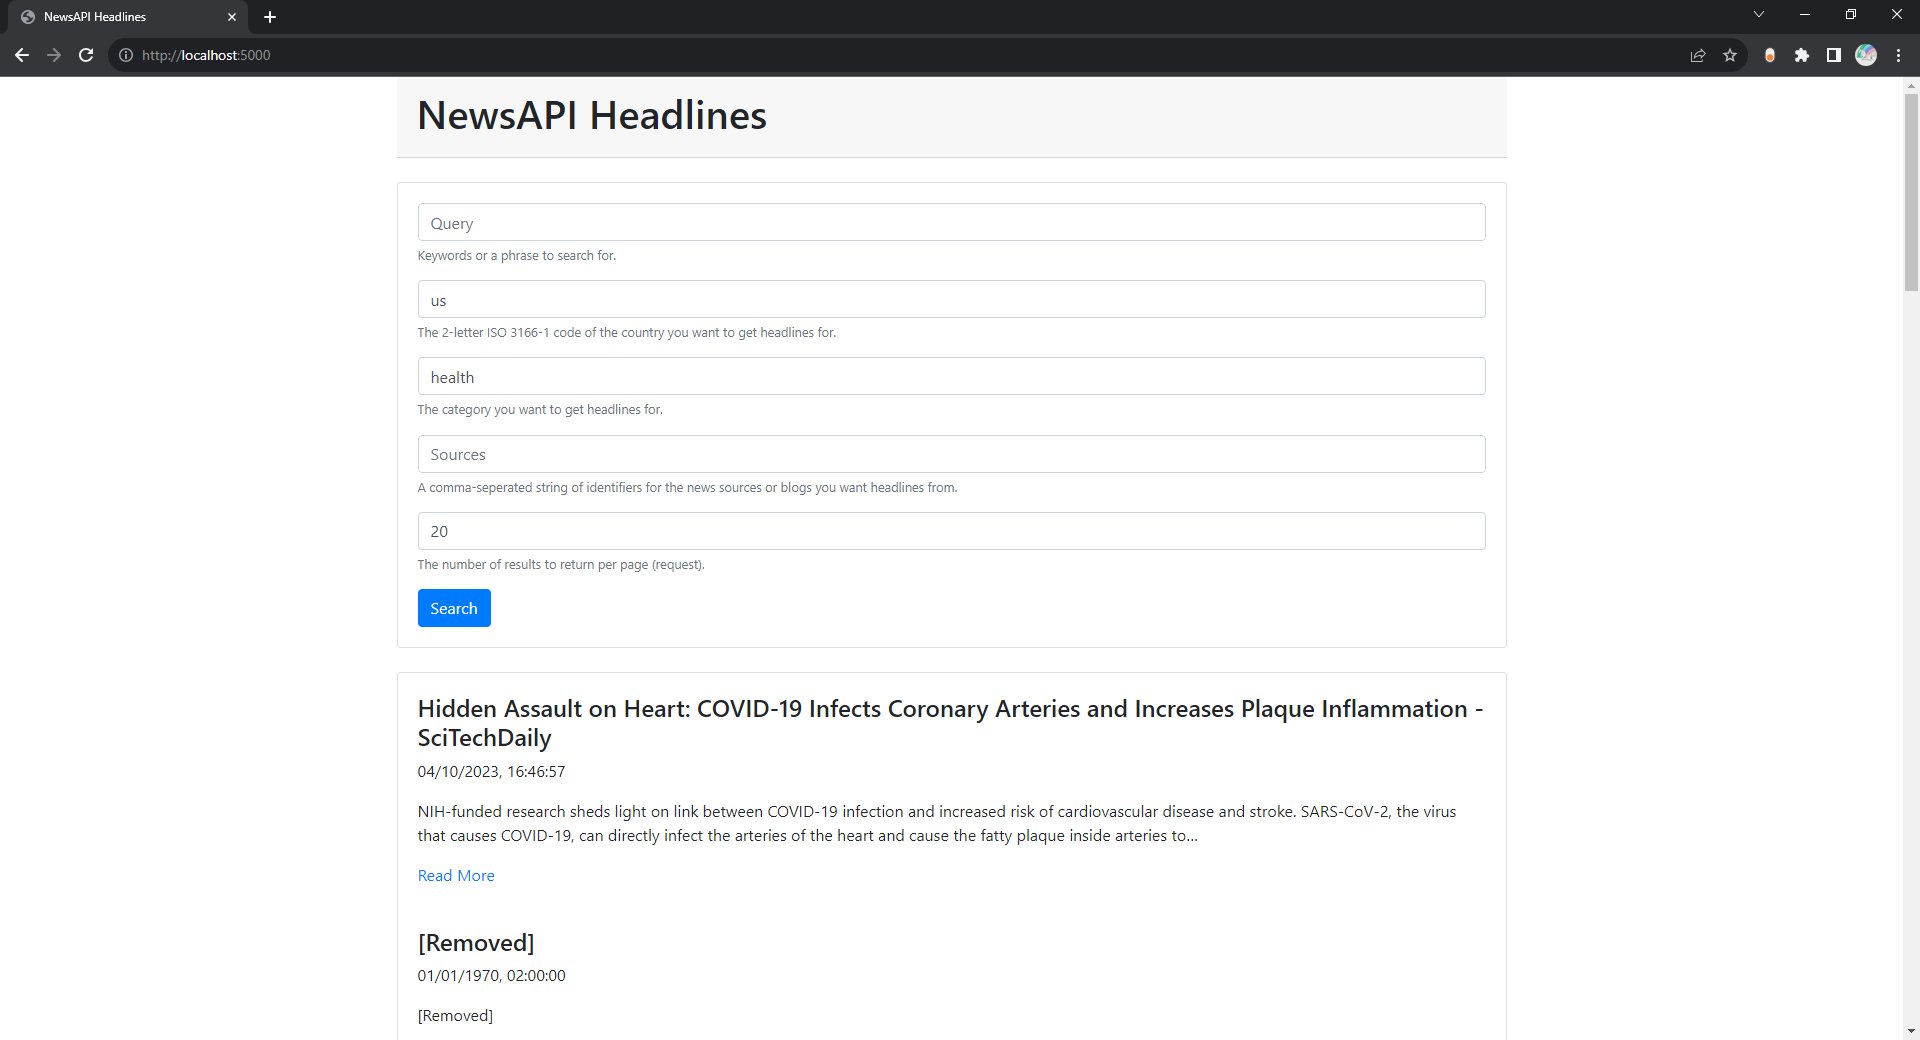 NewsAPI Headlines
http://localhost:5000
NewsAPI Headlines
Query
Keywords or a phrase to search for.
us
The 2-letter ISO 3166-1 code of the country you want to get headlines for.
health
The category you want to get headlines for.
Sources
A comma-seperated string of identifiers for the news sources or blogs you want headlines from.
20
The number of results to return per page (request).
Search
Hidden Assault on Heart: COVID-19 Infects Coronary Arteries and Increases Plaque Inflammation -
SciTechDaily
04/10/2023, 16:46:57
NIH-funded research sheds light on link between COVID-19 infection and increased risk of cardiovascular disease and stroke. SARS-CoV-2, the virus
that causes COVID-19, can directly infect the arteries of the heart and cause the fatty plaque inside arteries to…
Read More
[Removed]
01/01/1970, 02:00:00
[Removed]